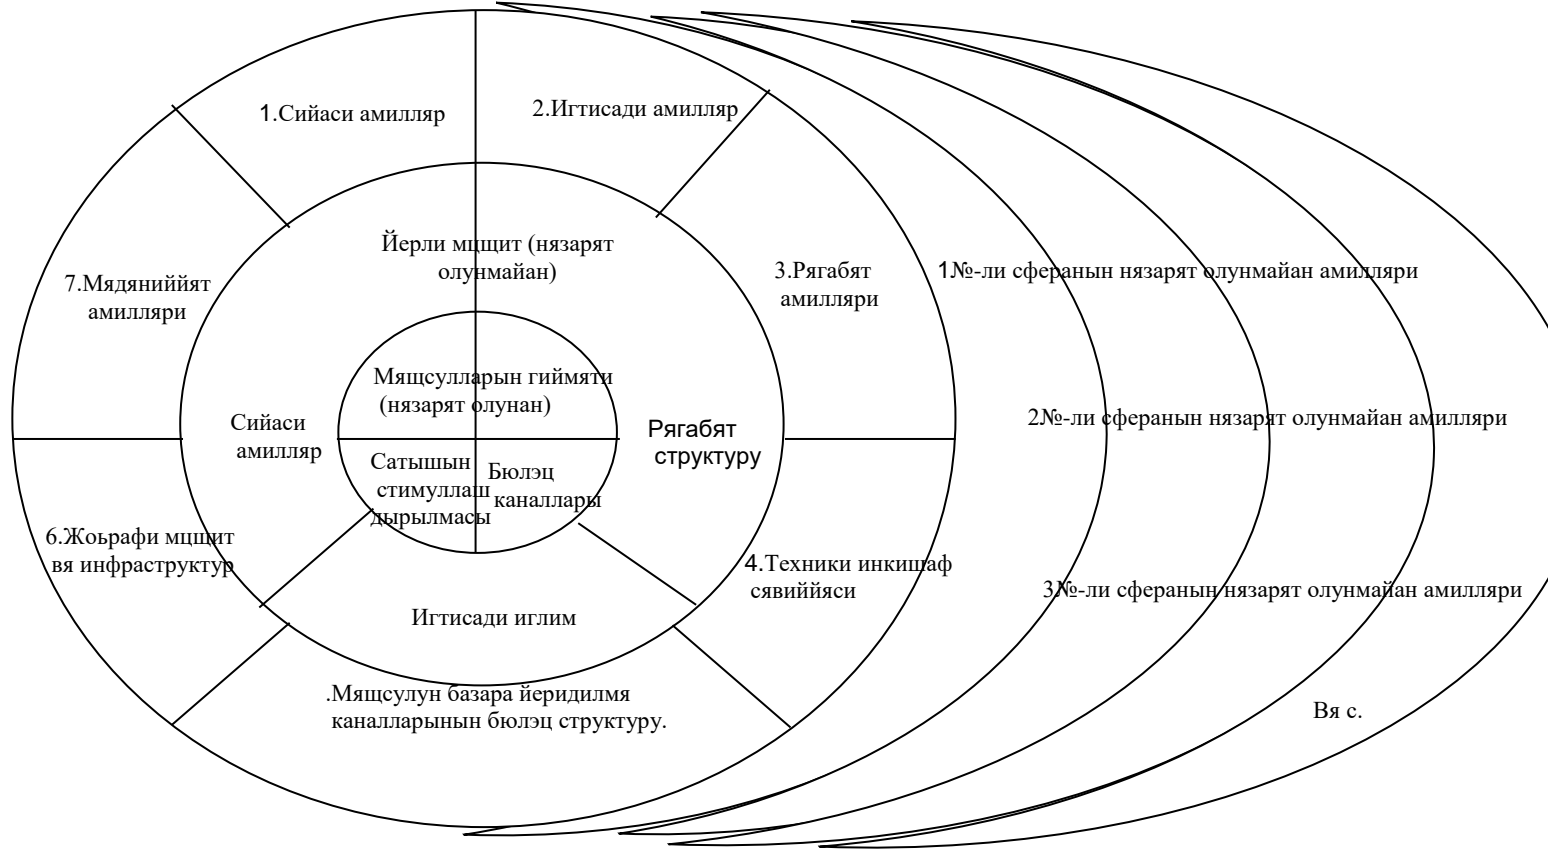 1.Сийаси амилляр
2.Игтисади амилляр
Йерли мцщит (нязарят
олунмайан)
7.Мядяниййят
амилляри
3.Рягабят
амилляри
1№-ли сферанын нязарят олунмайан амилляри
Мящсулларын гиймяти
(нязарят олунан)
Сийаси
амилляр
Рягабят
структуру
2№-ли сферанын нязарят олунмайан амилляри
Сатышын
стимуллаш
дырылмасы
Бюлэц
каналлары
6.Жоьрафи мцщит
вя инфраструктур
4.Техники инкишаф
сявиййяси
3№-ли сферанын нязарят олунмайан амилляри
Игтисади иглим
.Мящсулун базара йеридилмя
каналларынын бюлэц структуру.
Вя с.